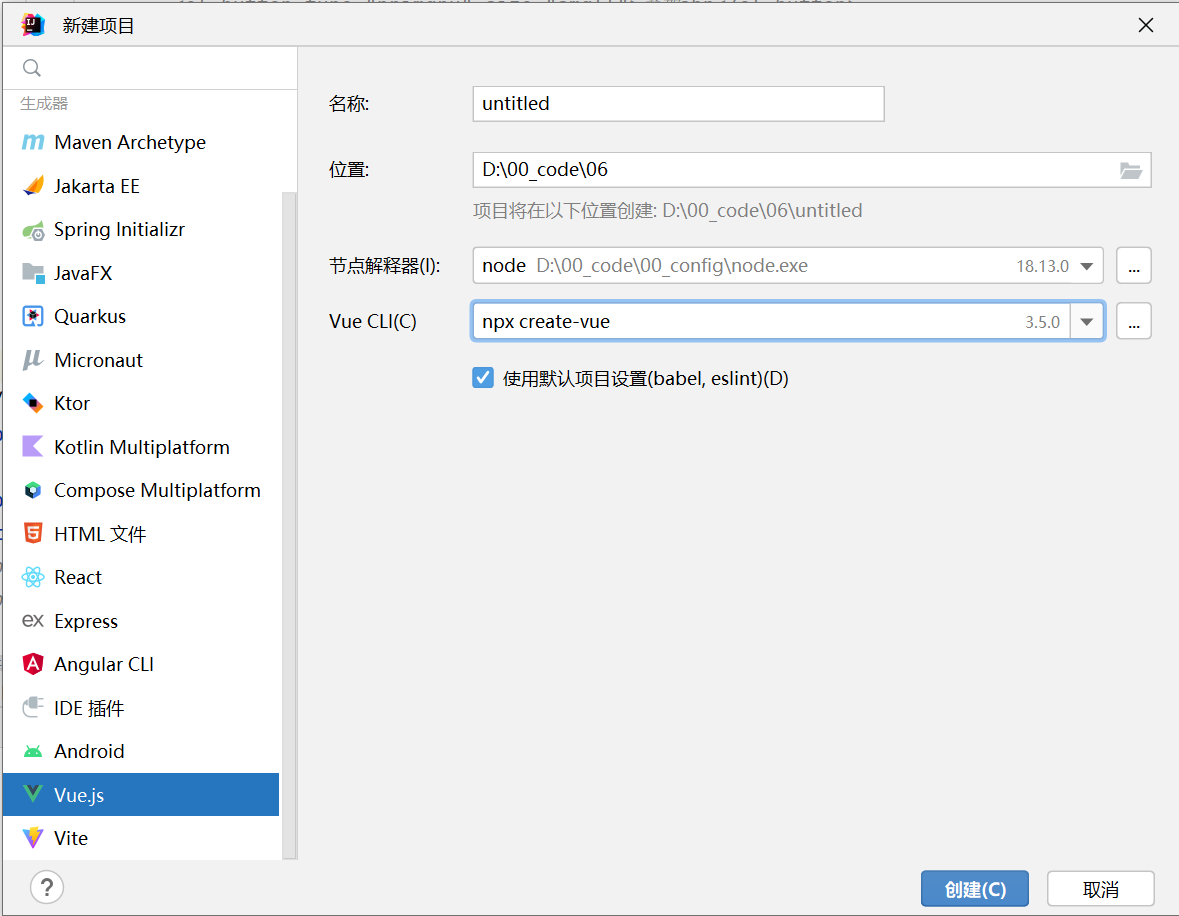 新建项目
生成器
Maven Archetype
Jakarta EE
Spring Initializr
JavaFX
Quarkus
Micronaut
Ktor
Kotlin Multiplatform
Compose Multiplatform
HTML 文件
React
Express
Angular CLI
IDE 插件
Android
Vue.js
Vite
名称: untitled
位置: D:\00_code\06
项目将在以下位置创建: D:\00_code\06\untitled
节点解释器(I): node D:\00_code\00_config\node.exe 18.13.0 ...
Vue CLI(C) npx create-vue 3.5.0 ...
使用默认项目设置(babel, eslint)(D)
? 创建(C) 取消